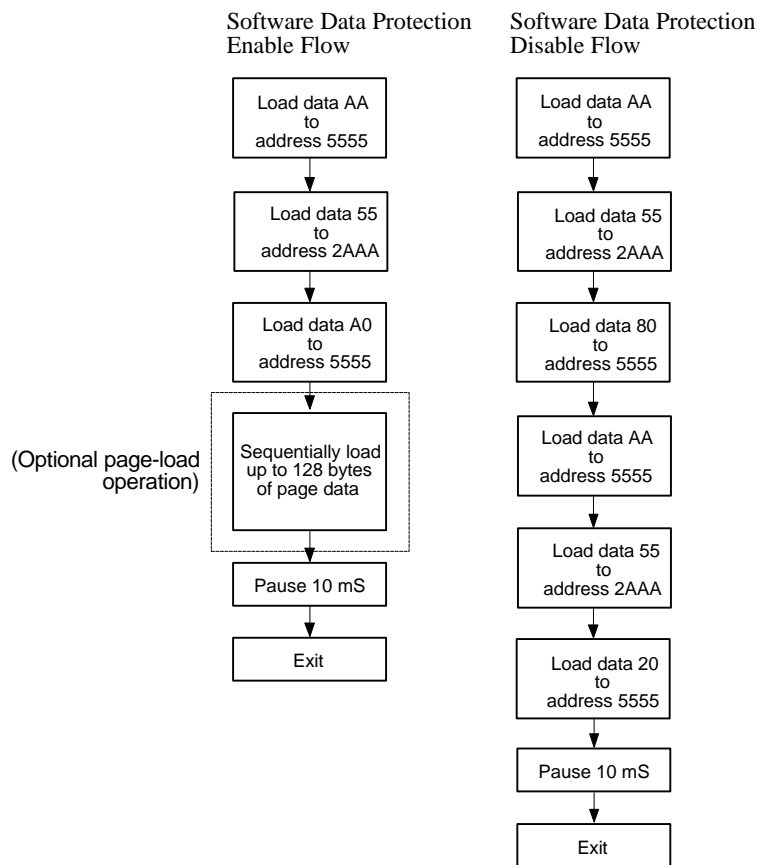 Software Data Protection
Enable Flow
Load data AA
to
address 5555
Load data 55
to
address 2AAA
Load data A0
to
address 5555
(Optional page-load
operation)
Sequentially load
up to 128 bytes
of page data
Pause 10 mS
Exit
Software Data Protection
Disable Flow
Load data AA
to
address 5555
Load data 55
to
address 2AAA
Load data 80
to
address 5555
Load data AA
to
address 5555
Load data 55
to
address 2AAA
Load data 20
to
address 5555
Pause 10 mS
Exit